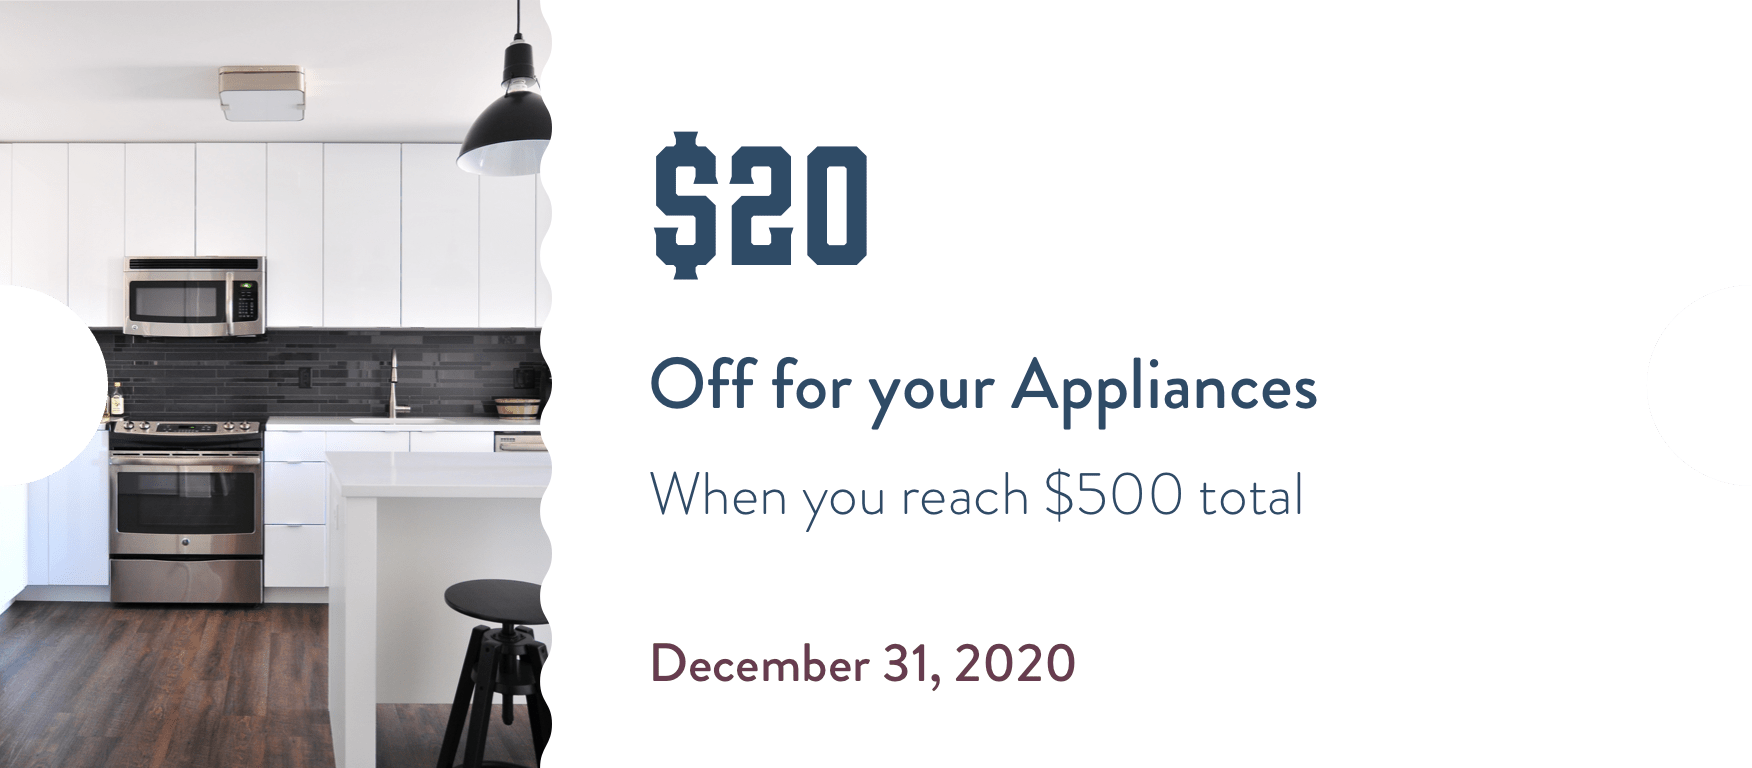 $20
Off for your Appliances
When you reach $500 total
December 31, 2020